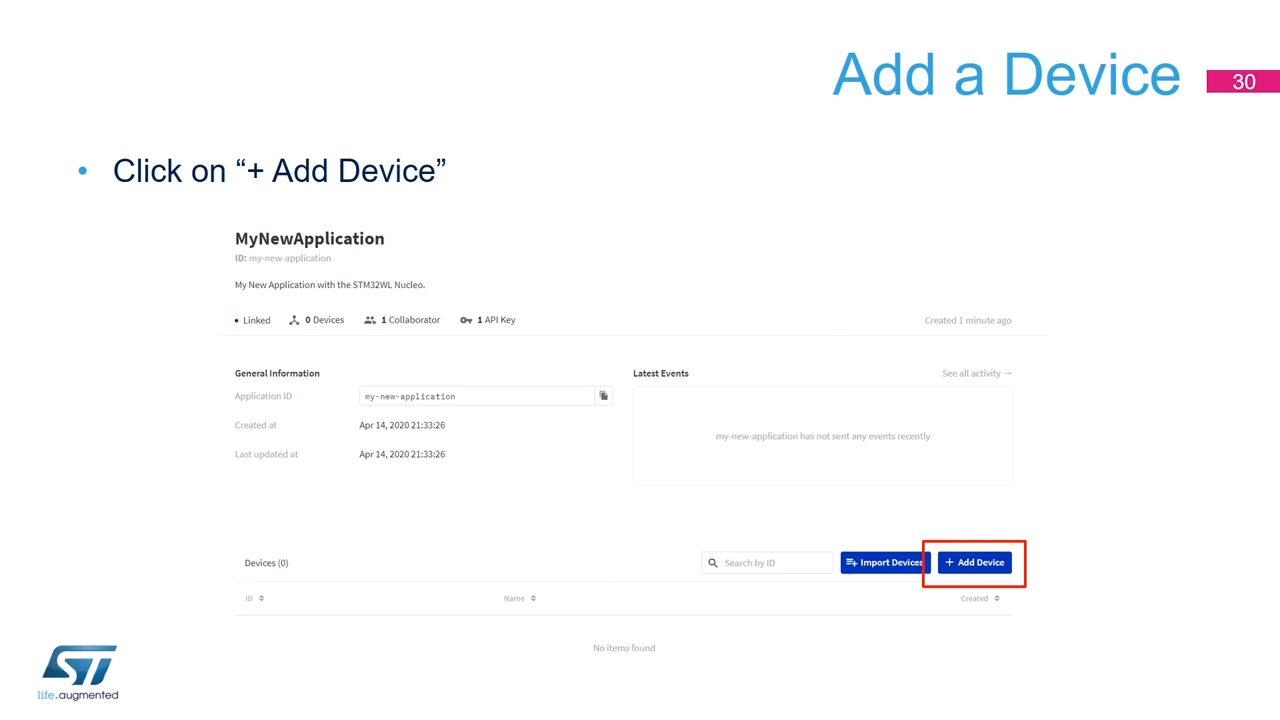 Add a Device
30
• Click on “+ Add Device”
MyNewApplication
ID: my-new-application
My New Application with the STM32WL Nucleo.
Linked 0 Devices 1 Collaborator 1 API Key Created 1 minute ago
General Information
Latest Events See all activity →
Application ID my-new-application
Created at Apr 14, 2020 21:33:26
my-new-application has not sent any events recently
Last updated at Apr 14, 2020 21:33:26
Devices (0) Search by ID Import Devices + Add Device
ID Name Created
No items found
ST
life.augmented